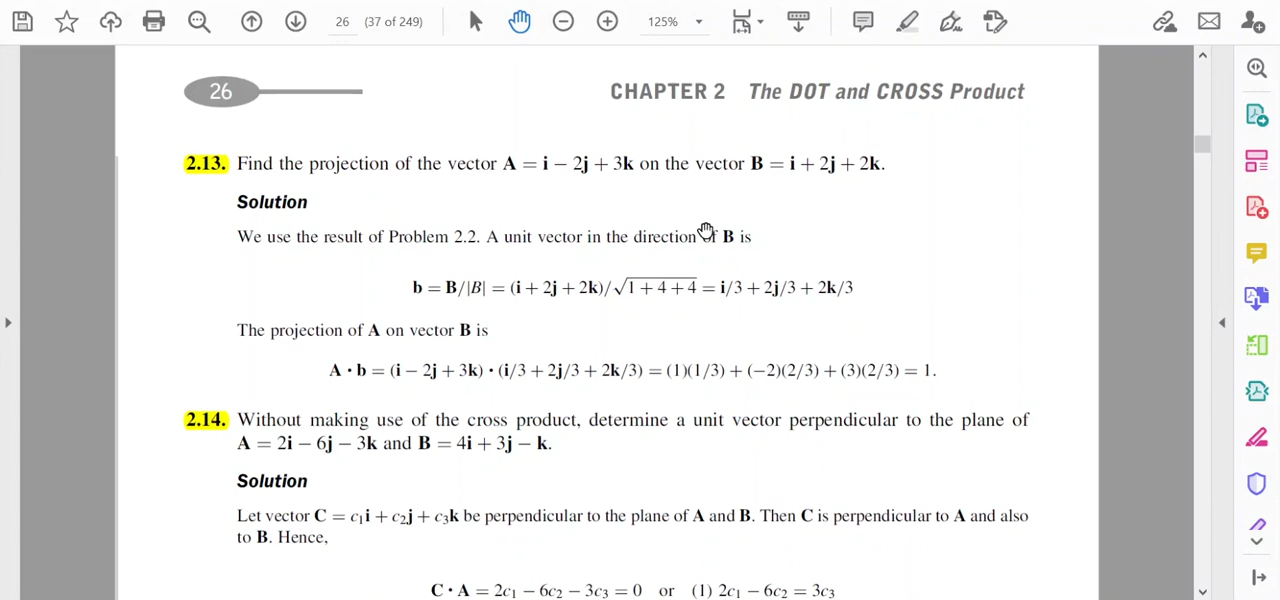 26 (37 of 249) 125%
26 CHAPTER 2 The DOT and CROSS Product
2.13. Find the projection of the vector A = i − 2j + 3k on the vector B = i + 2j + 2k.
Solution
We use the result of Problem 2.2. A unit vector in the direction of B is
b = B/|B| = (i + 2j + 2k)/√1 + 4 + 4 = i/3 + 2j/3 + 2k/3
The projection of A on vector B is
A · b = (i − 2j + 3k) · (i/3 + 2j/3 + 2k/3) = (1)(1/3) + (−2)(2/3) + (3)(2/3) = 1.
2.14. Without making use of the cross product, determine a unit vector perpendicular to the plane of
A = 2i − 6j − 3k and B = 4i + 3j − k.
Solution
Let vector C = c₁i + c₂j + c₃k be perpendicular to the plane of A and B. Then C is perpendicular to A and also
to B. Hence,
C · A = 2c₁ − 6c₂ − 3c₃ = 0 or (1) 2c₁ − 6c₂ = 3c₃